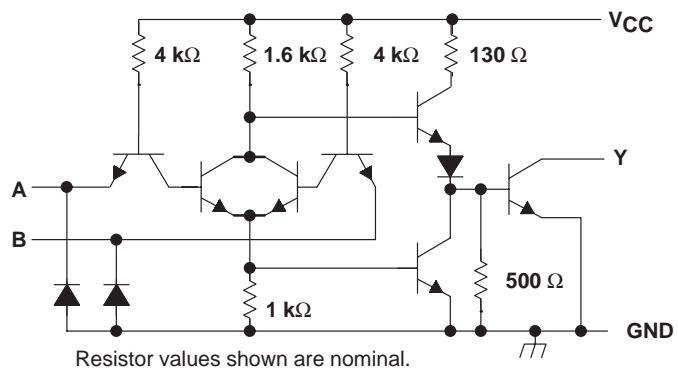 VCC
4 kΩ 1.6 kΩ 4 kΩ 130 Ω
Y
A
B
500 Ω
1 kΩ
GND
Resistor values shown are nominal.